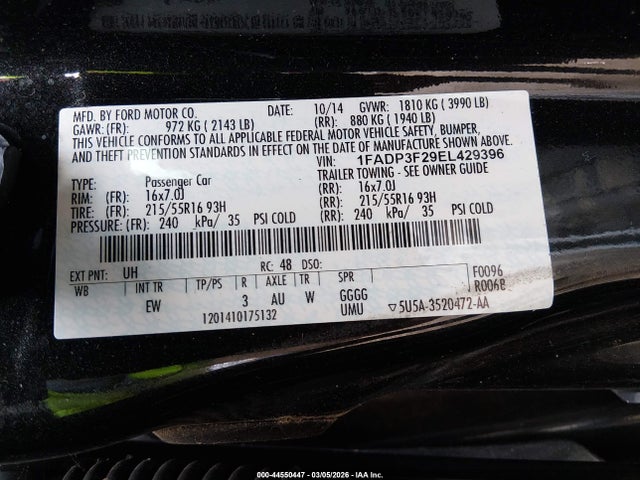 MFD. BY FORD MOTOR CO. DATE: 10/14 GVWR: 1810 KG ( 3990 LB)
GAWR: (FR): 972 KG ( 2143 LB) (RR): 880 KG ( 1940 LB)
THIS VEHICLE CONFORMS TO ALL APPLICABLE FEDERAL MOTOR VEHICLE SAFETY, BUMPER,
AND THEFT PREVENTION STANDARDS IN EFFECT ON THE DATE OF MANUFACTURE SHOWN ABOVE.
VIN: 1FADP3F29EL429396
TYPE: Passenger Car TRAILER TOWING - SEE OWNER GUIDE
RIM: (FR): 16x7.0J (RR): 16x7.0J
TIRE: (FR): 215/55R16 93H (RR): 215/55R16 93H
PRESSURE: (FR): 240 kPa/ 35 PSI COLD (RR): 240 kPa/ 35 PSI COLD
EXT PNT: UH RC: 48 DSO: F0096
WB INT TR TP/PS R AXLE TR SPR R0068
EW 3 AU W GGGG
1201410175132 UMU ▽5U5A-3520472-AA
000-44550447 - 03/05/2026 - IAA Inc.